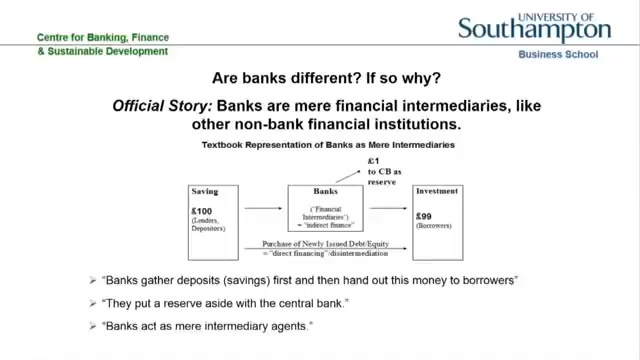 Centre for Banking, Finance
& Sustainable Development
UNIVERSITY OF
Southampton
Business School
Are banks different? If so why?
Official Story: Banks are mere financial intermediaries, like
other non-bank financial institutions.
Textbook Representation of Banks as Mere Intermediaries
£1
to CB as
reserve
Saving
£100
(Lenders,
Depositors)
Banks
("Financial
Intermediaries")
= "indirect finance"
Investment
£99
(Borrowers)
Purchase of Newly Issued Debt/Equity
= "direct financing"/disintermediation
➢ "Banks gather deposits (savings) first and then hand out this money to borrowers"
➢ "They put a reserve aside with the central bank."
➢ "Banks act as mere intermediary agents."